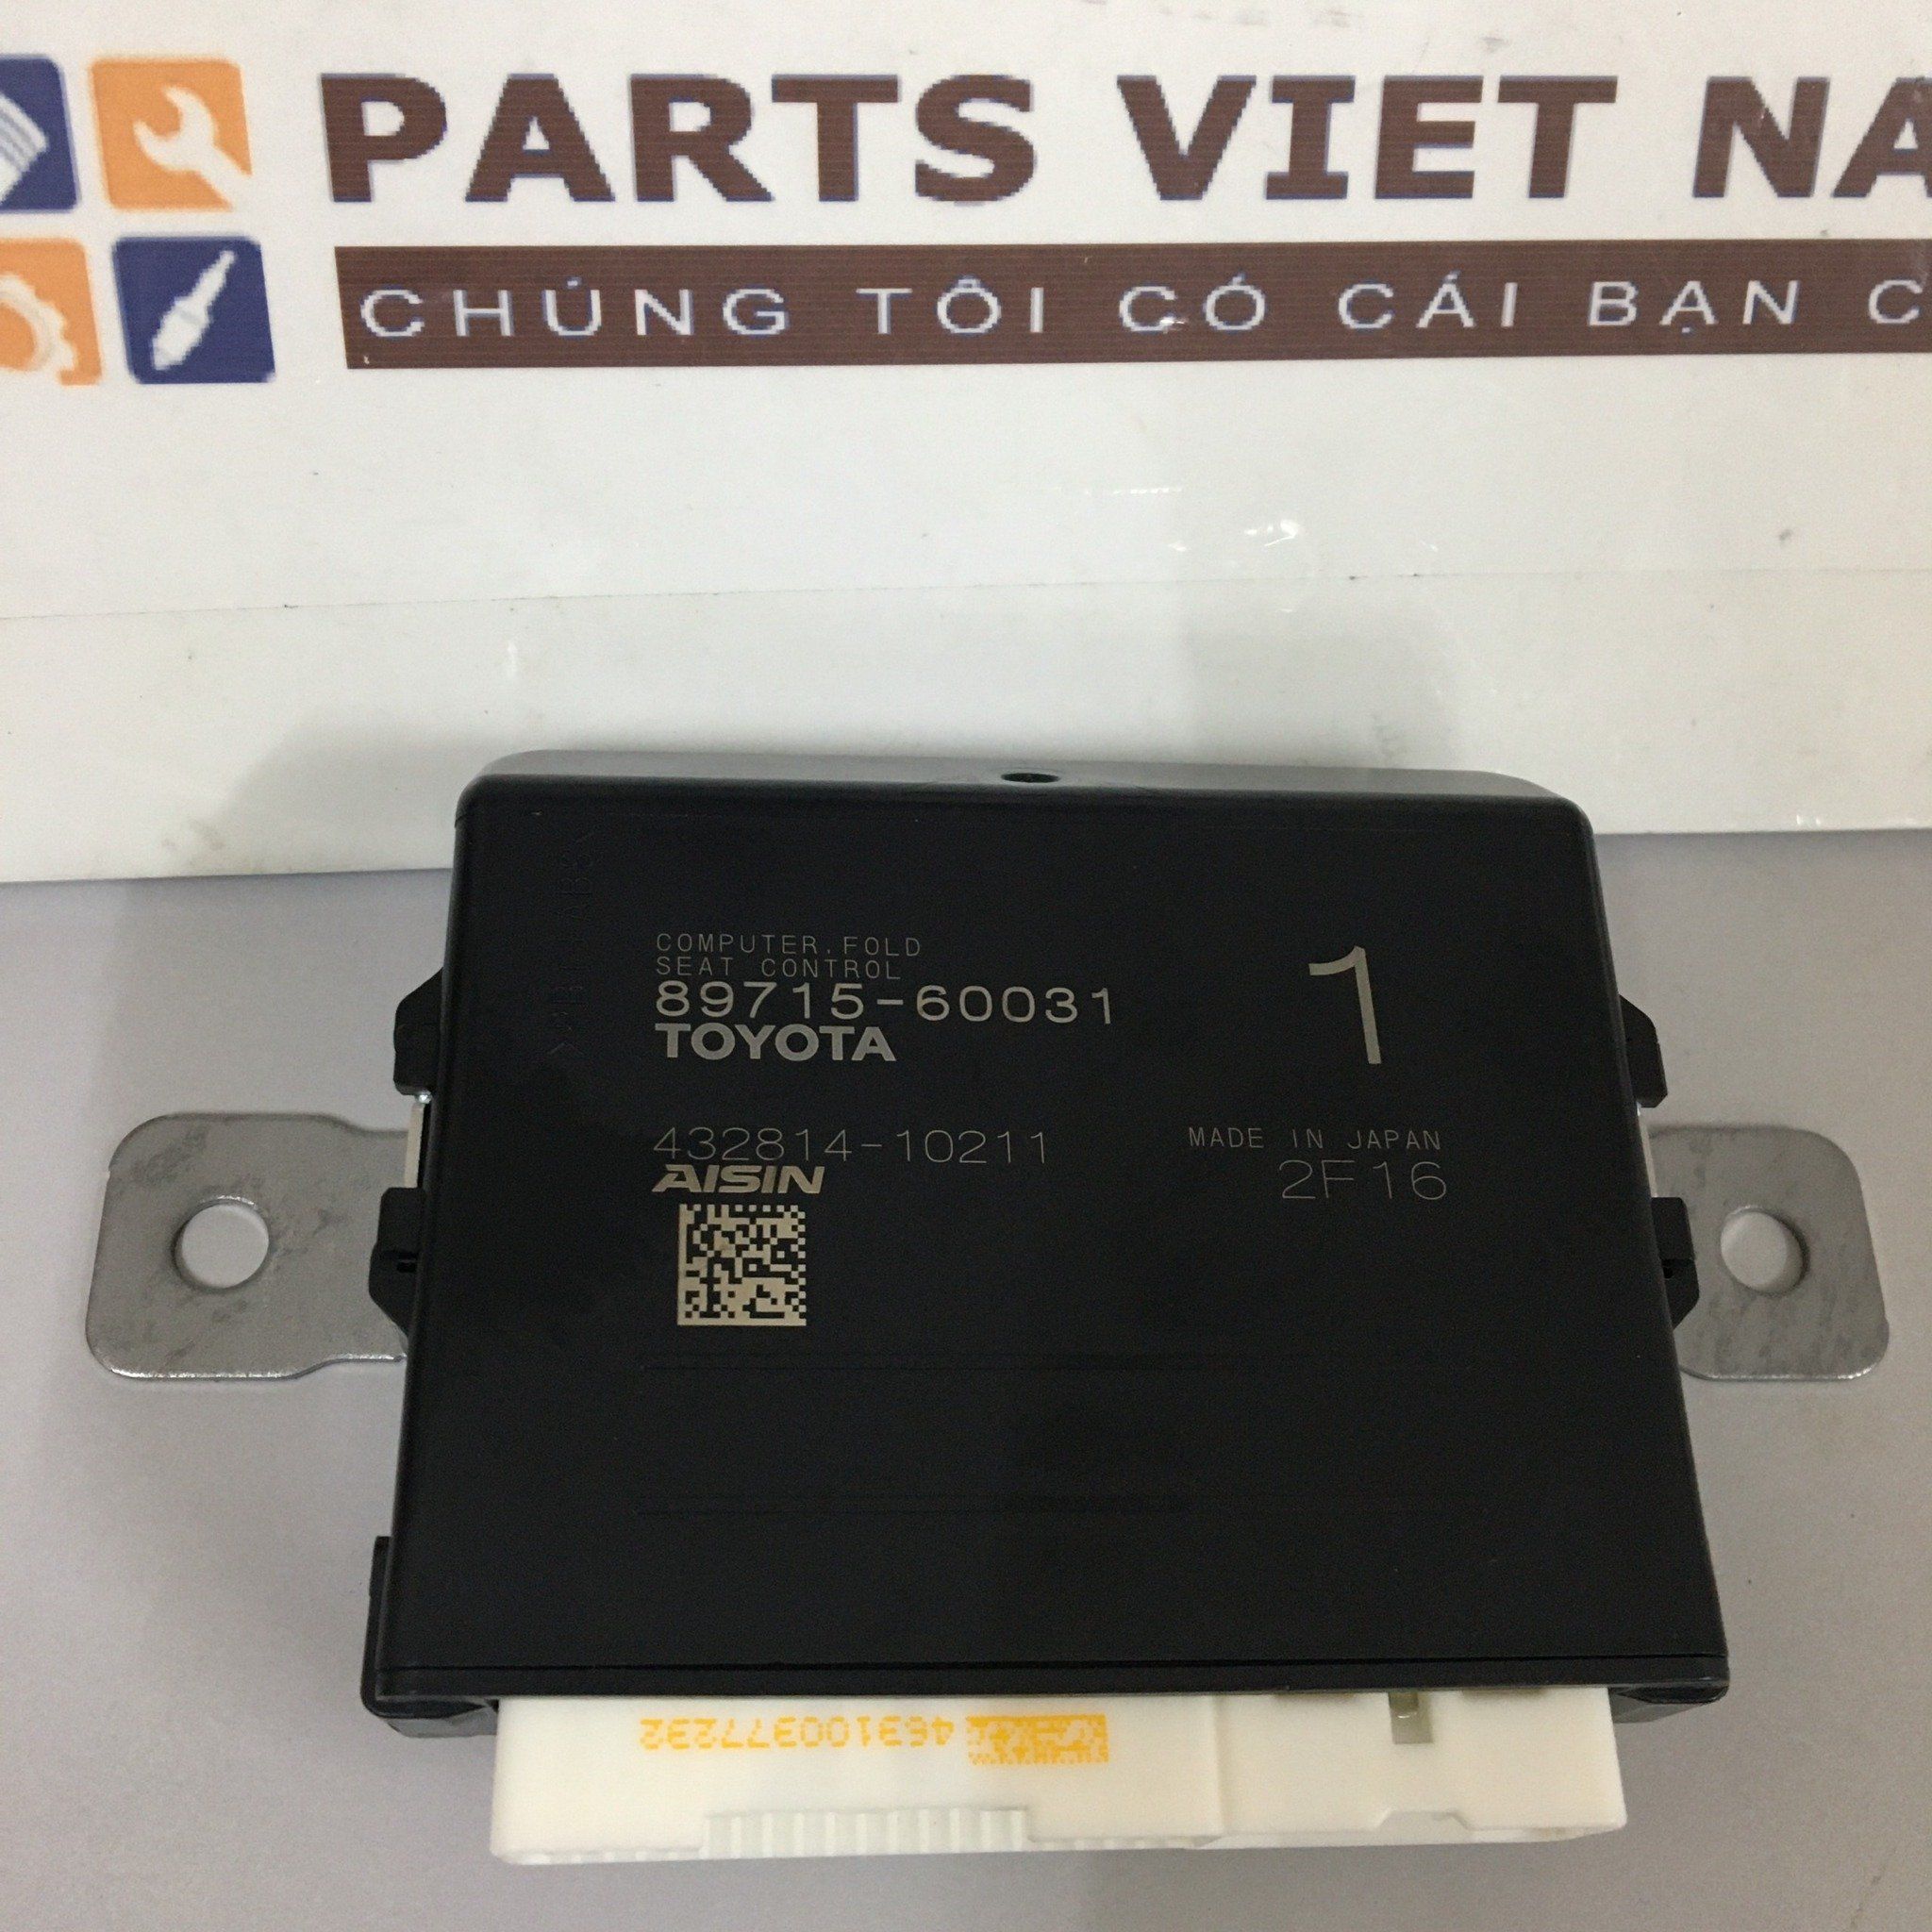 PARTS VIET NA
CHÚNG TÔI CÓ CÁI BẠN C
COMPUTER.FOLD
SEAT CONTROL
89715-60031
TOYOTA
1
432814-10211
AISIN
MADE IN JAPAN
2F16
463100377232